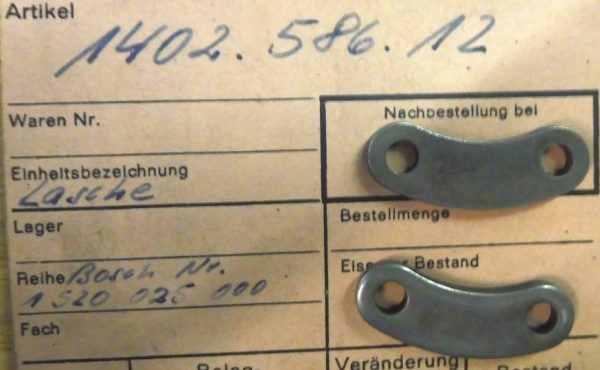 Artikel
1402.586.12
Waren Nr.
Nachbestellung bei
Einheitsbezeichnung
Lasche
Bestellmenge
Lager
Bestand
Reihe Bosch Nr.
1 520 025 000
Fach
Veränderung
Bestand